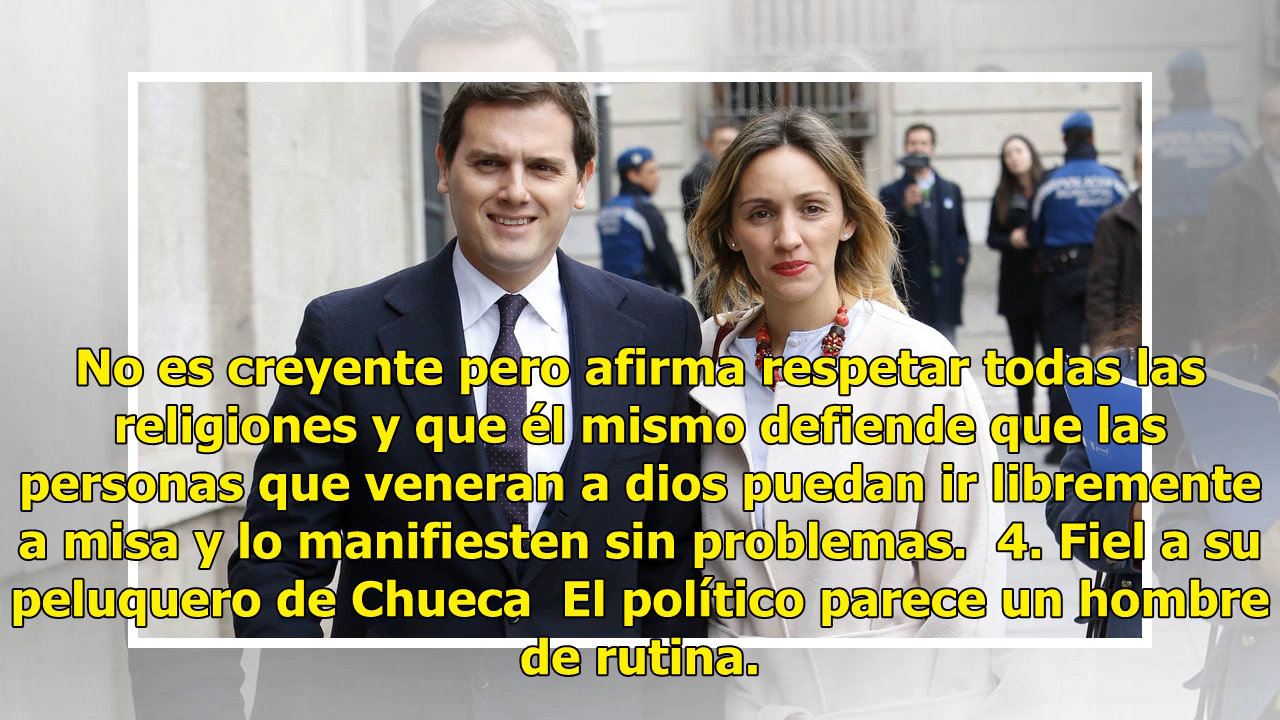 No es creyente pero afirma respetar todas las
religiones y que él mismo defiende que las
personas que veneran a dios puedan ir libremente
a misa y lo manifiesten sin problemas.  4. Fiel a su
peluquero de Chueca  El político parece un hombre
de rutina.
POLICIA
MUNICIPAL